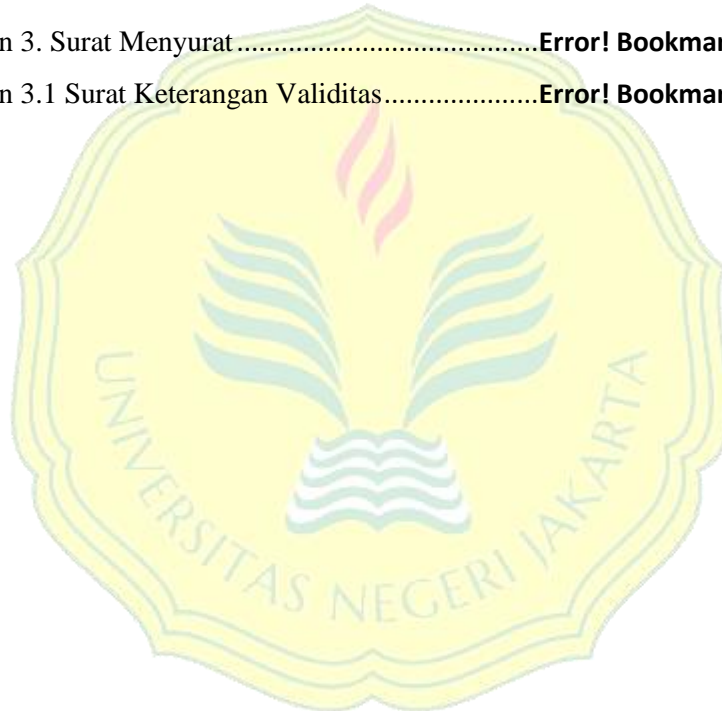 n 3. Surat Menyurat.........................................Error! Bookmar
n 3.1 Surat Keterangan Validitas.....................Error! Bookmar
UNIVERSITAS NEGERI JAKARTA